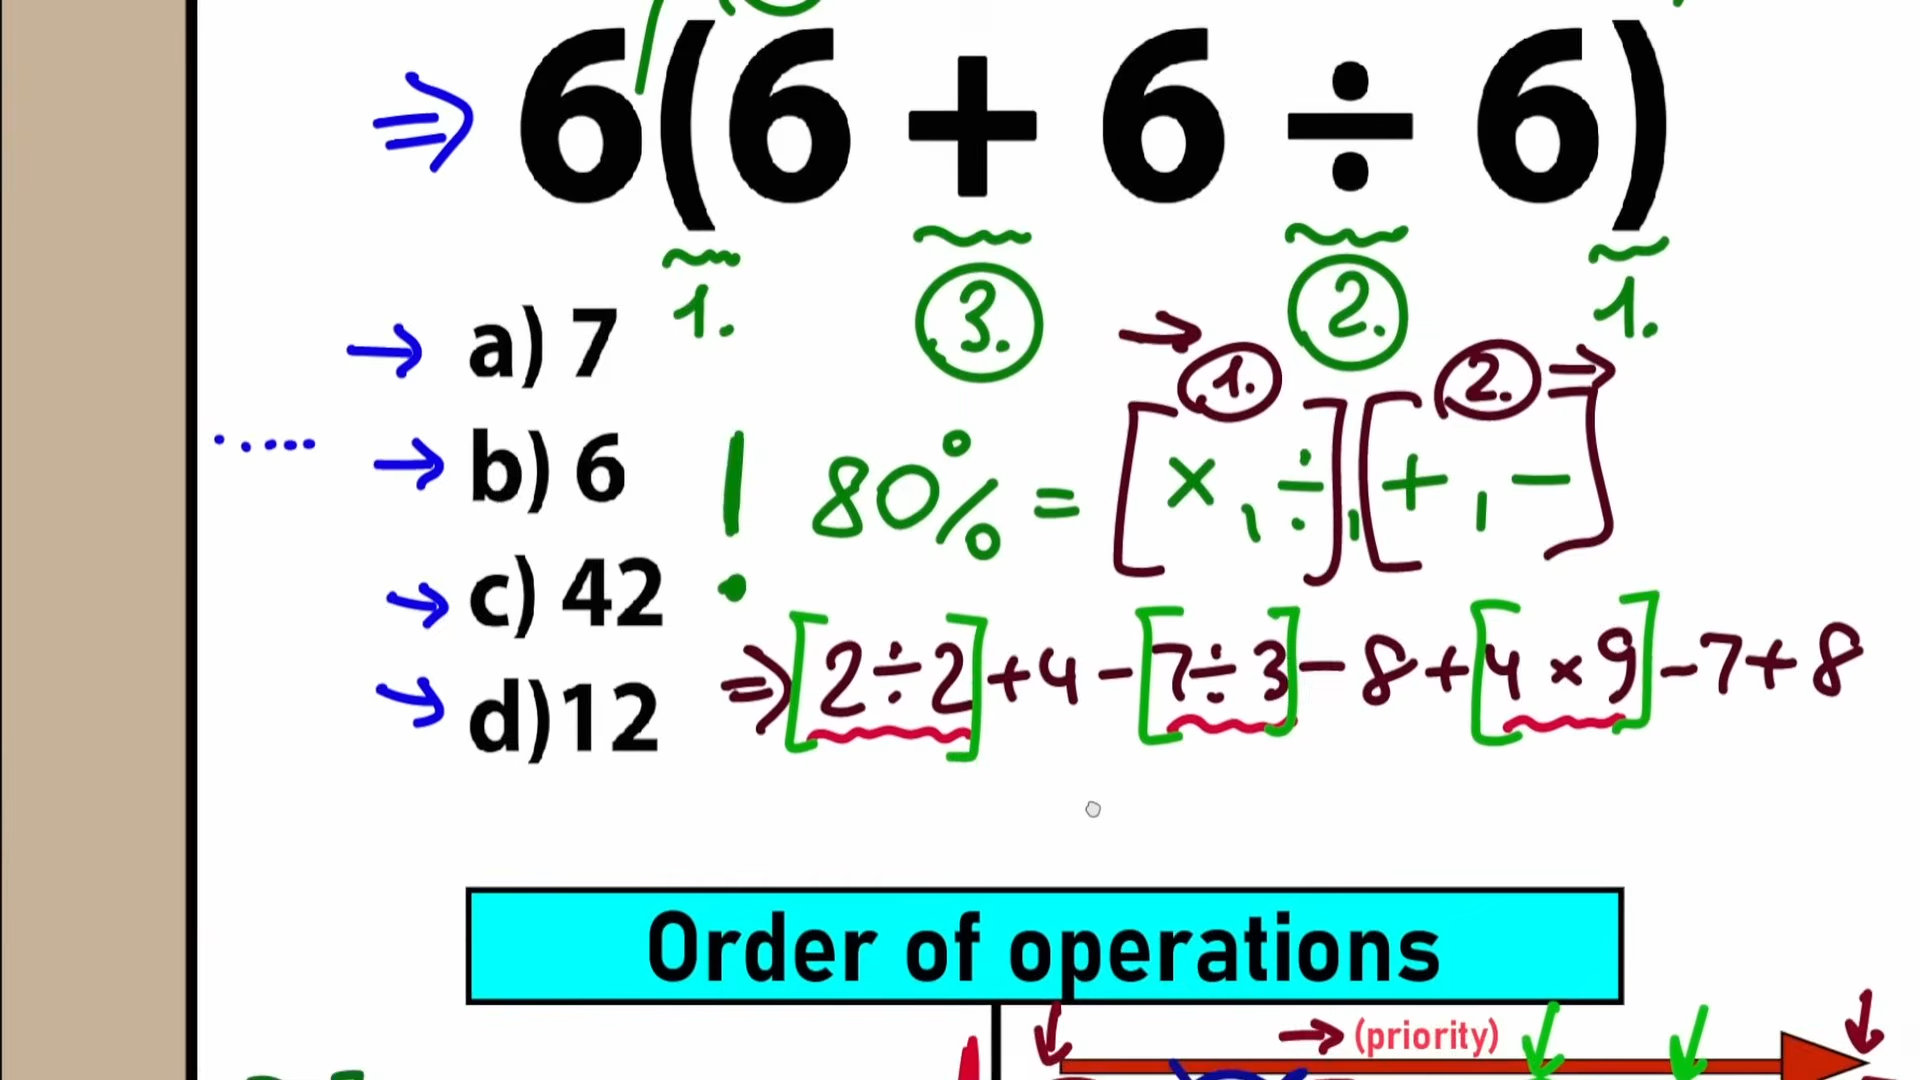 ⇒ 6(6 + 6 ÷ 6)
1. 3. 2. 1.
→ a) 7
→ 1. 2. ⇒
..... → b) 6 ! 80% = [×, ÷], [+, −]
→ c) 42
→ d)12 ⇒ [2÷2]+4−[7÷3]−8+[4×9]−7+8
Order of operations
→ (priority)